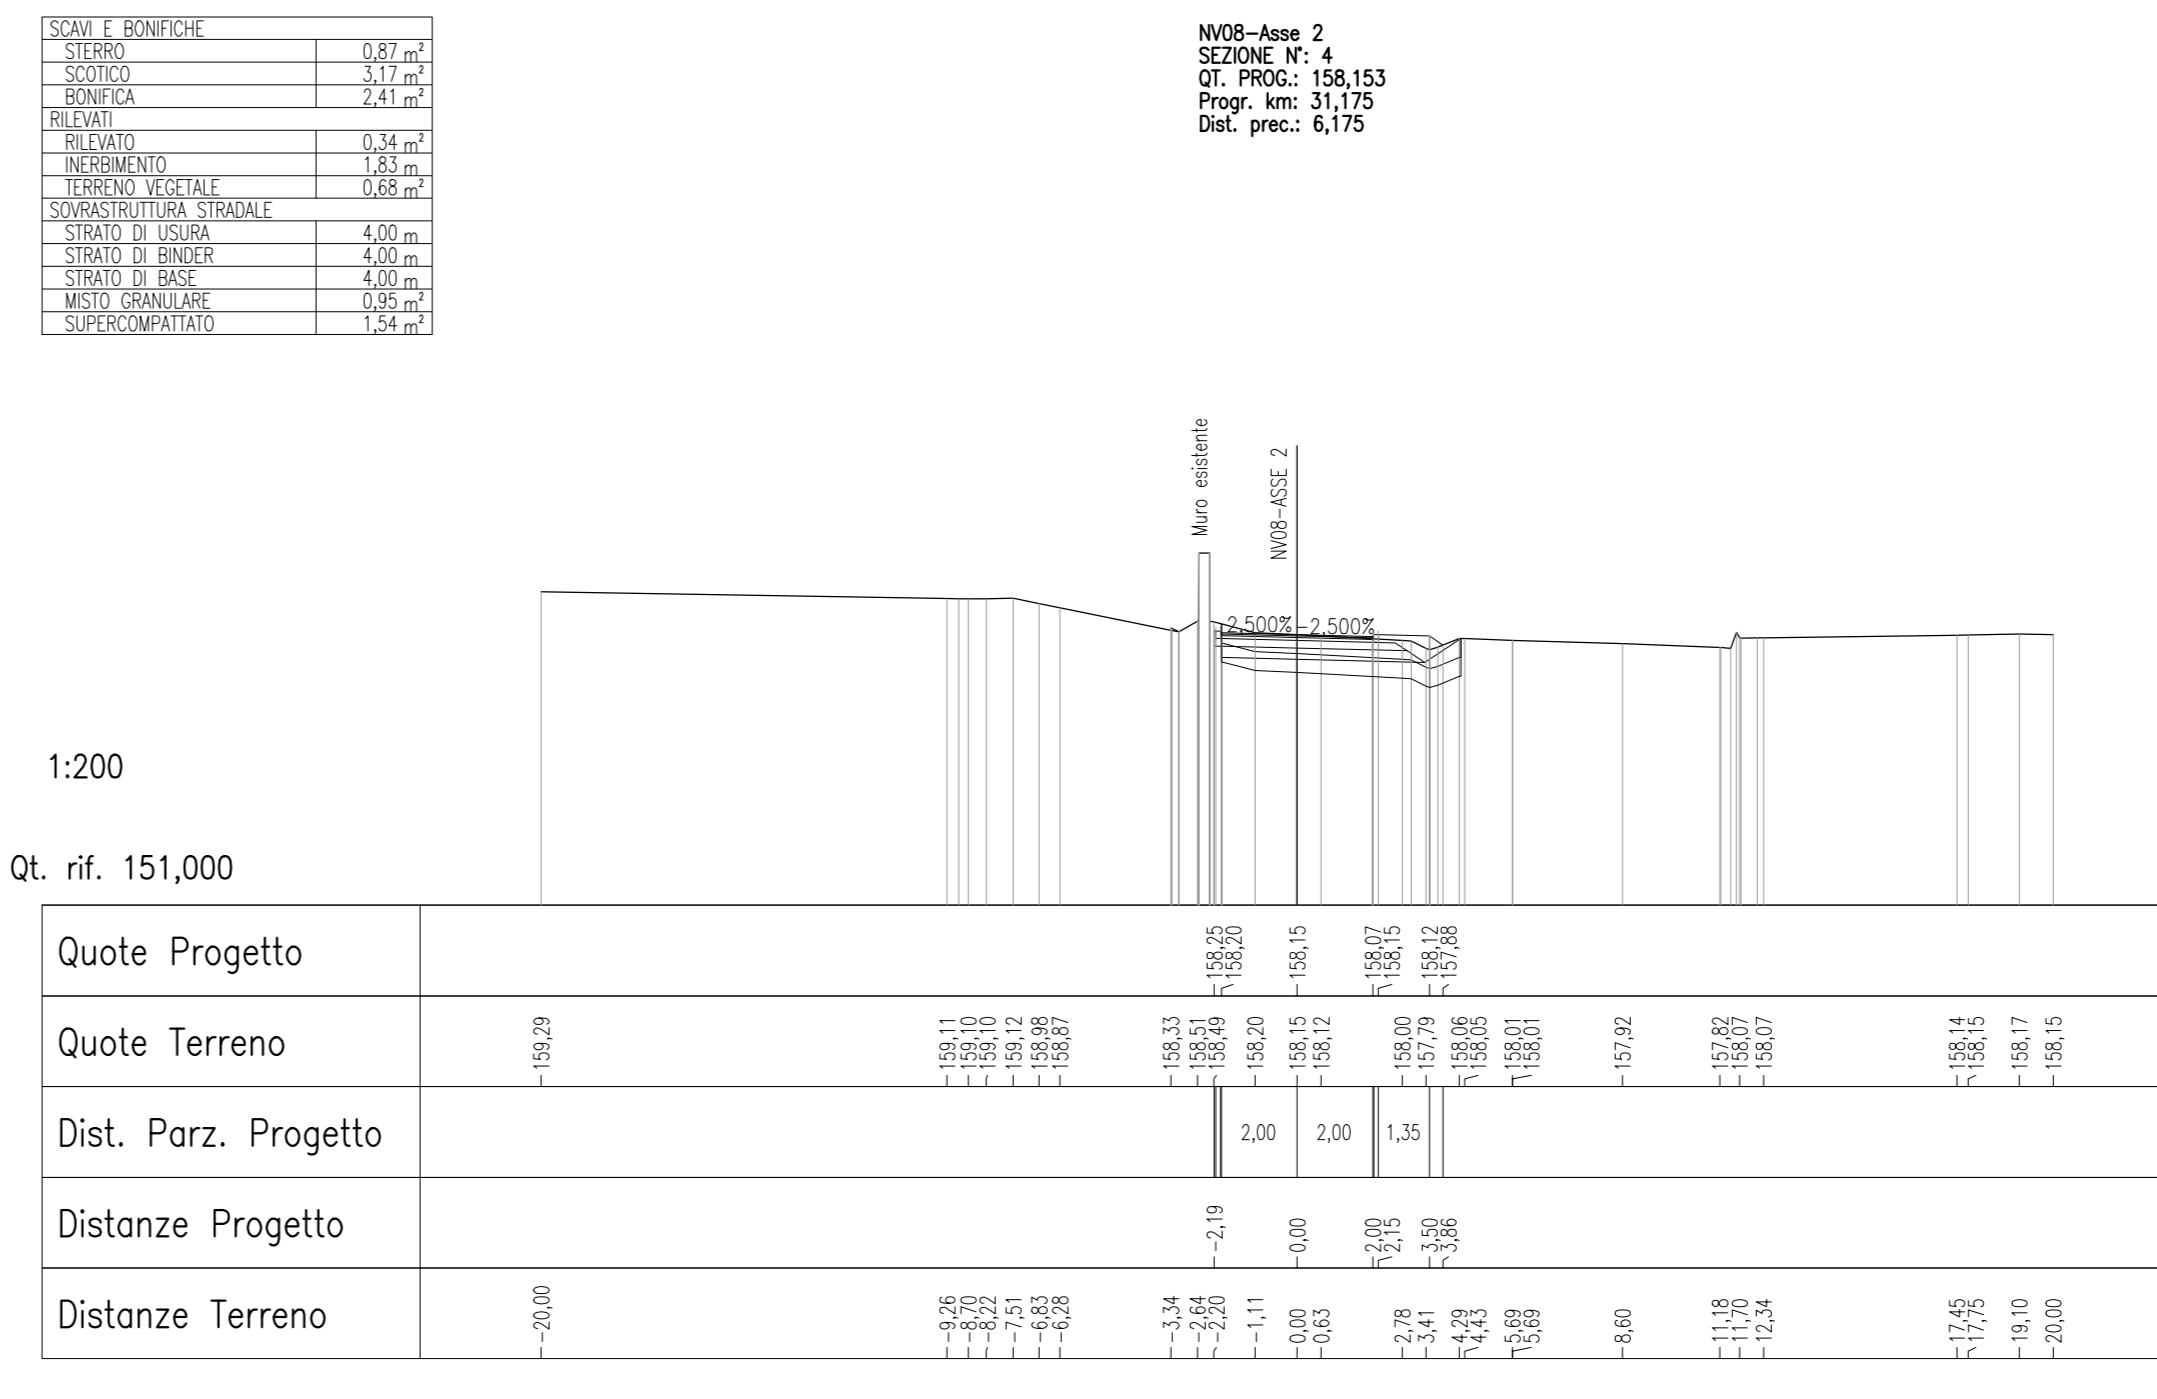 SCAVI E BONIFICHE
STERRO 0,87 m²
SCOTICO 3,17 m²
BONIFICA 2,41 m²
RILEVATI
RILEVATO 0,34 m²
INERBIMENTO 1,83 m
TERRENO VEGETALE 0,68 m²
SOVRASTRUTTURA STRADALE
STRATO DI USURA 4,00 m
STRATO DI BINDER 4,00 m
STRATO DI BASE 4,00 m
MISTO GRANULARE 0,95 m²
SUPERCOMPATTATO 1,54 m²
NV08-Asse 2
SEZIONE N°: 4
QT. PROG.: 158,153
Progr. km: 31,175
Dist. prec.: 6,175
Muro esistente
NV08-ASSE 2
2,500% -2,500%
1:200
Qt. rif. 151,000
Quote Progetto 158,25 158,20 158,15 158,07 158,15 158,12 157,88
Quote Terreno 159,29 159,11 159,10 159,10 159,12 158,98 158,87 158,33 158,51 158,49 158,20 158,15 158,12 158,00 157,79 158,06 158,05 158,01 158,01 157,92 157,82 158,07 158,07 158,14 158,15 158,17 158,15
Dist. Parz. Progetto 2,00 2,00 1,35
Distanze Progetto -2,19 0,00 2,00 2,15 3,50 3,86
Distanze Terreno -20,00 -9,26 -8,70 -8,22 -7,51 -6,83 -6,28 -3,34 -2,64 -2,20 -1,11 0,00 0,63 2,78 3,41 4,29 4,43 5,69 5,69 8,60 11,18 11,70 12,34 17,45 17,75 19,10 20,00